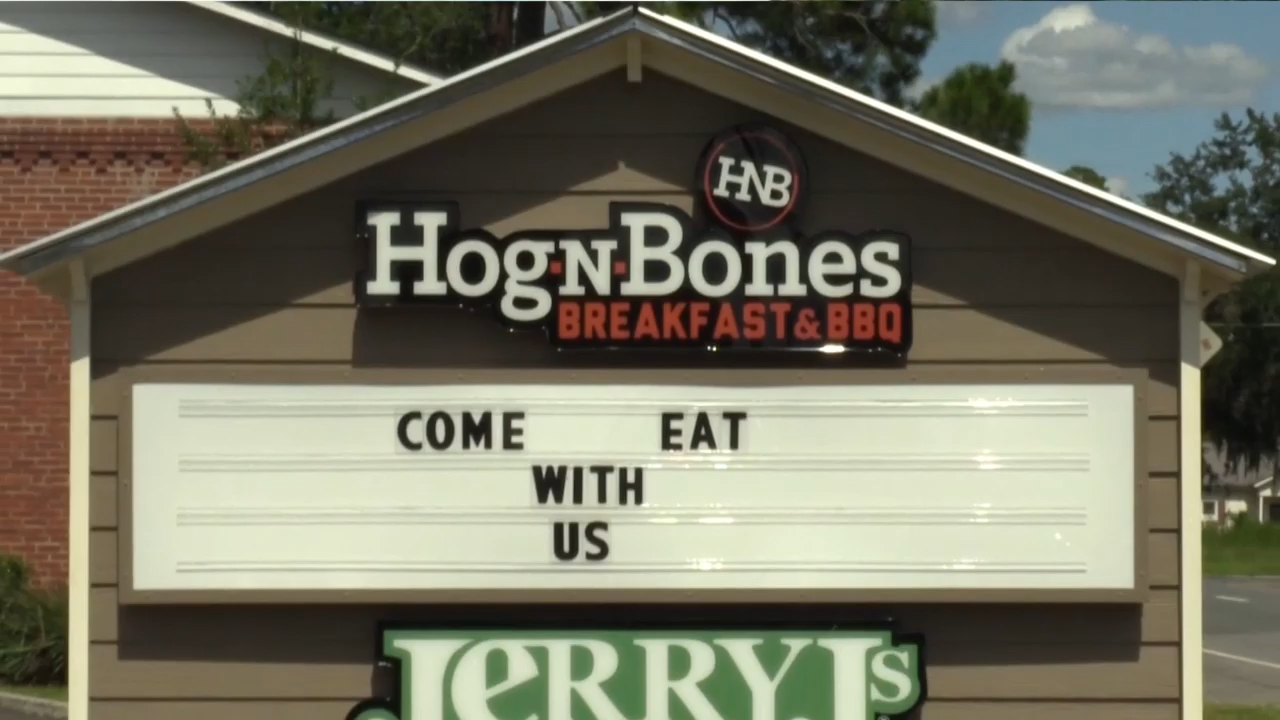 HNB
Hog·N·Bones
BREAKFAST & BBQ
COME EAT
WITH
US
JERRY J's